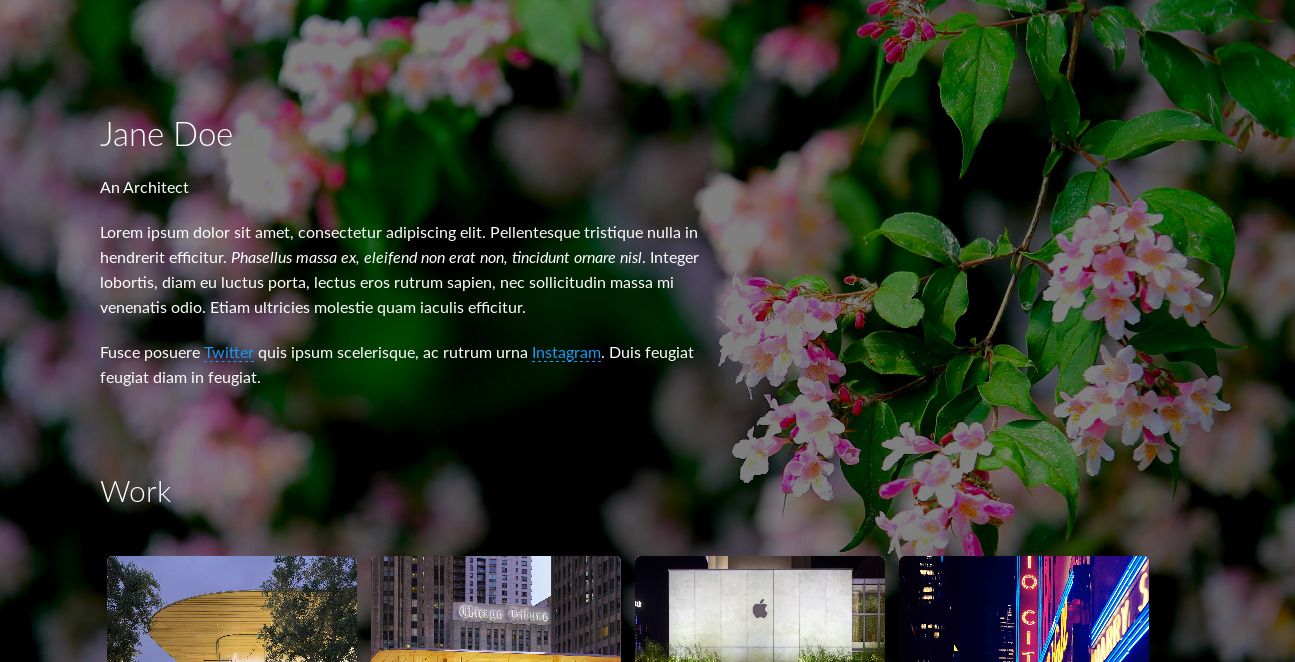 Jane Doe
An Architect
Lorem ipsum dolor sit amet, consectetur adipiscing elit. Pellentesque tristique nulla in
hendrerit efficitur. Phasellus massa ex, eleifend non erat non, tincidunt ornare nisl. Integer
lobortis, diam eu luctus porta, lectus eros rutrum sapien, nec sollicitudin massa mi
venenatis odio. Etiam ultricies molestie quam iaculis efficitur.
Fusce posuere Twitter quis ipsum scelerisque, ac rutrum urna Instagram. Duis feugiat
feugiat diam in feugiat.
Work
Chicago Tribune
IO CIT